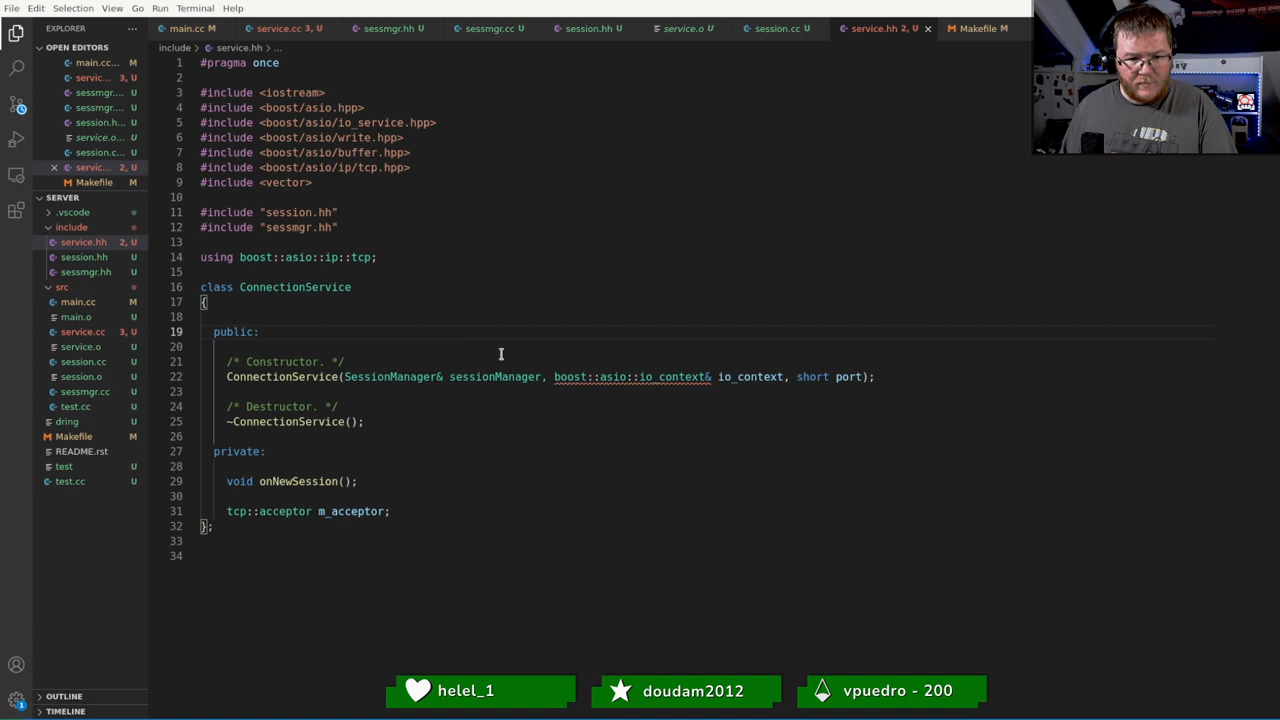 File Edit Selection View Go Run Terminal Help
EXPLORER ...
main.cc M
service.cc 3, U
sessmgr.hh U
sessmgr.cc U
session.hh U
service.o U
session.cc U
service.hh 2, U
Makefile M
OPEN EDITORS
main.cc... M
servic... 3, U
sessmgr.... U
sessmgr.... U
session.h... U
service.o... U
session.c... U
servic... 2, U
Makefile M
SERVER
.vscode
include
service.hh 2, U
session.hh U
sessmgr.hh U
src
main.cc M
main.o U
service.cc 3, U
service.o U
session.cc U
session.o U
sessmgr.cc U
test.cc U
dring U
Makefile M
README.rst
test U
test.cc U
OUTLINE
TIMELINE
include > service.hh > ...
1 #pragma once
2
3 #include <iostream>
4 #include <boost/asio.hpp>
5 #include <boost/asio/io_service.hpp>
6 #include <boost/asio/write.hpp>
7 #include <boost/asio/buffer.hpp>
8 #include <boost/asio/ip/tcp.hpp>
9 #include <vector>
10
11 #include "session.hh"
12 #include "sessmgr.hh"
13
14 using boost::asio::ip::tcp;
15
16 class ConnectionService
17 {
18
19 public:
20
21 /* Constructor. */
22 ConnectionService(SessionManager& sessionManager, boost::asio::io_context& io_context, short port);
23
24 /* Destructor. */
25 ~ConnectionService();
26
27 private:
28
29 void onNewSession();
30
31 tcp::acceptor m_acceptor;
32 };
33
34
helel_1
doudam2012
vpuedro - 200
1